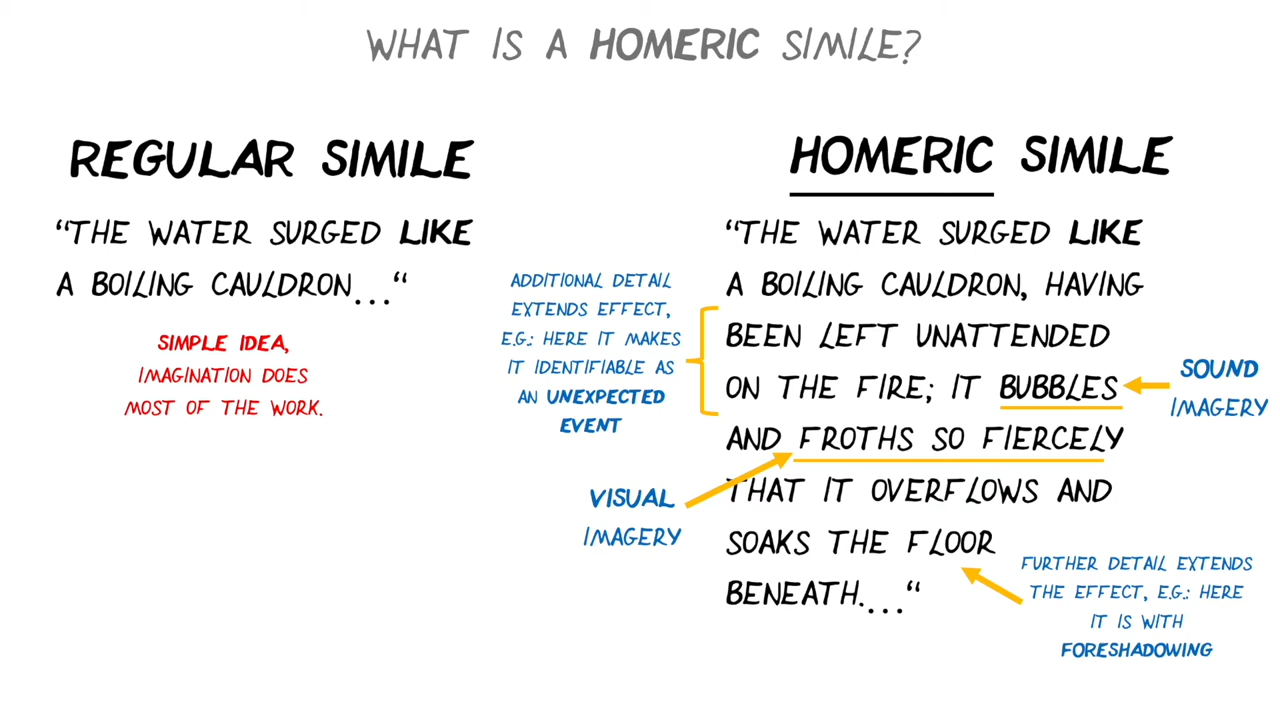 WHAT IS A HOMERIC SIMILE?
REGULAR SIMILE
"THE WATER SURGED LIKE
A BOILING CAULDRON..."
SIMPLE IDEA,
IMAGINATION DOES
MOST OF THE WORK.
HOMERIC SIMILE
"THE WATER SURGED LIKE
A BOILING CAULDRON, HAVING
BEEN LEFT UNATTENDED
ON THE FIRE; IT BUBBLES
AND FROTHS SO FIERCELY
THAT IT OVERFLOWS AND
SOAKS THE FLOOR
BENEATH...."
ADDITIONAL DETAIL
EXTENDS EFFECT,
E.G.: HERE IT MAKES
IT IDENTIFIABLE AS
AN UNEXPECTED
EVENT
SOUND
IMAGERY
VISUAL
IMAGERY
FURTHER DETAIL EXTENDS
THE EFFECT, E.G.: HERE
IT IS WITH
FORESHADOWING